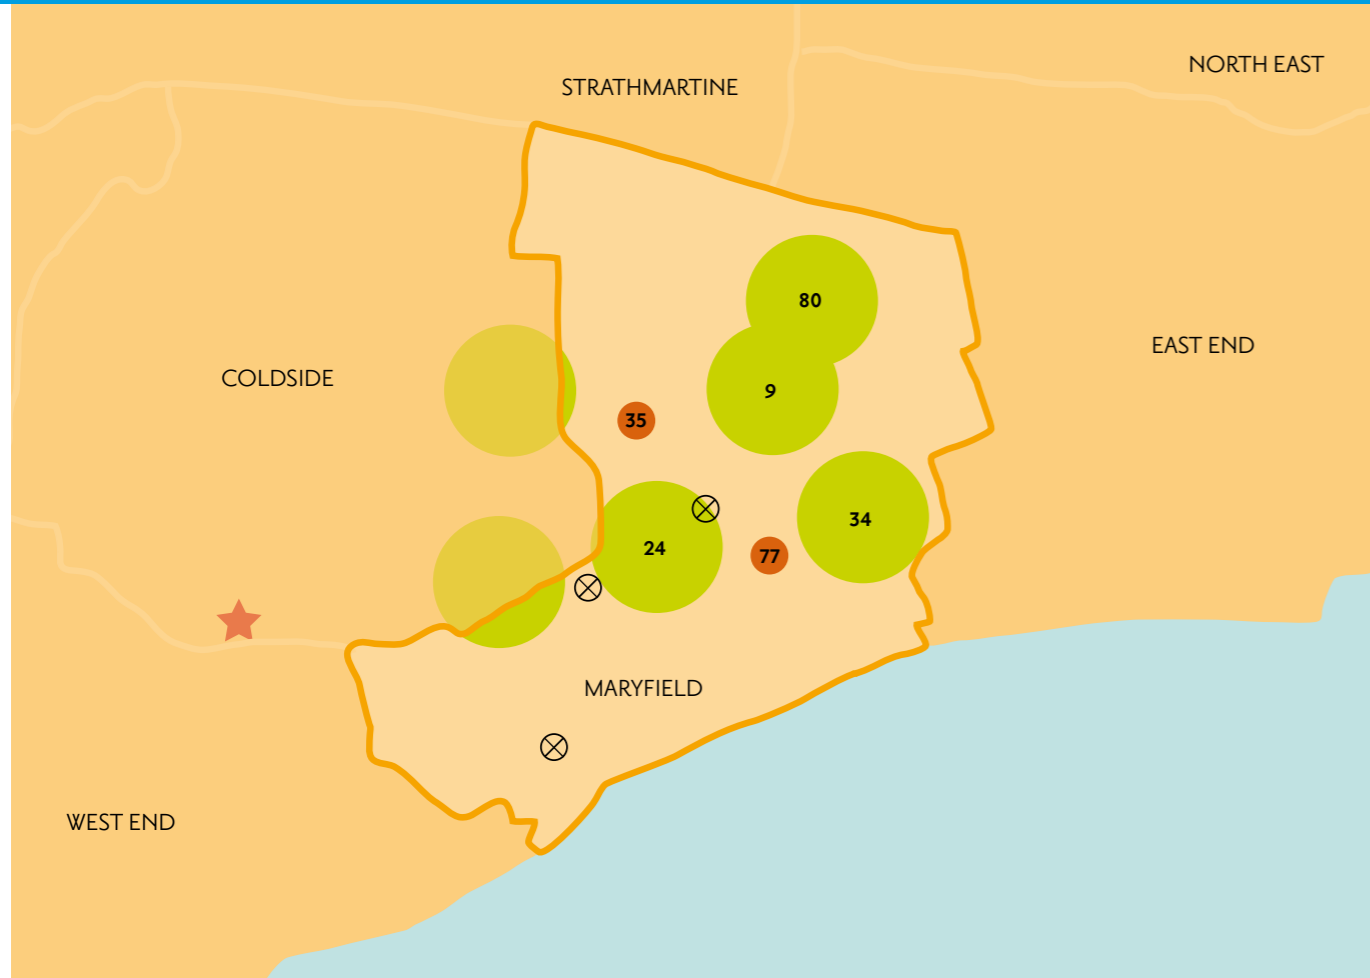 NORTH EAST
STRATHMARTINE
80
EAST END
COLDSIDE
9
35
34
24
77
MARYFIELD
WEST END